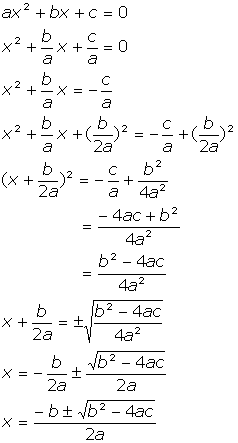 ax² + bx + c = 0
x² + b/a x + c/a = 0
x² + b/a x = - c/a
x² + b/a x + (b/2a)² = - c/a + (b/2a)²
(x + b/2a)² = - c/a + b²/4a²
= (-4ac + b²)/4a²
= (b² - 4ac)/4a²
x + b/2a = ±√((b² - 4ac)/4a²)
x = - b/2a ± √(b² - 4ac)/2a
x = (-b ± √(b² - 4ac))/2a